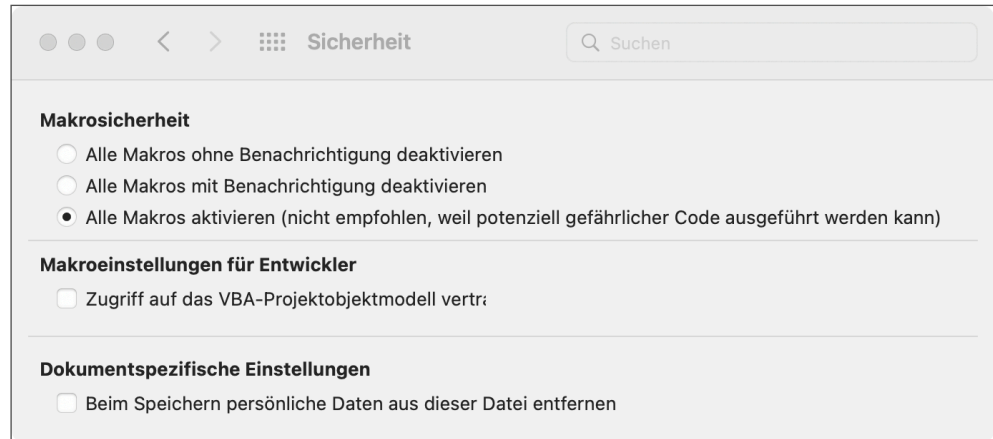 Sicherheit
Suchen
Makrosicherheit
Alle Makros ohne Benachrichtigung deaktivieren
Alle Makros mit Benachrichtigung deaktivieren
Alle Makros aktivieren (nicht empfohlen, weil potenziell gefährlicher Code ausgeführt werden kann)
Makroeinstellungen für Entwickler
Zugriff auf das VBA-Projektobjektmodell vertra
Dokumentspezifische Einstellungen
Beim Speichern persönliche Daten aus dieser Datei entfernen